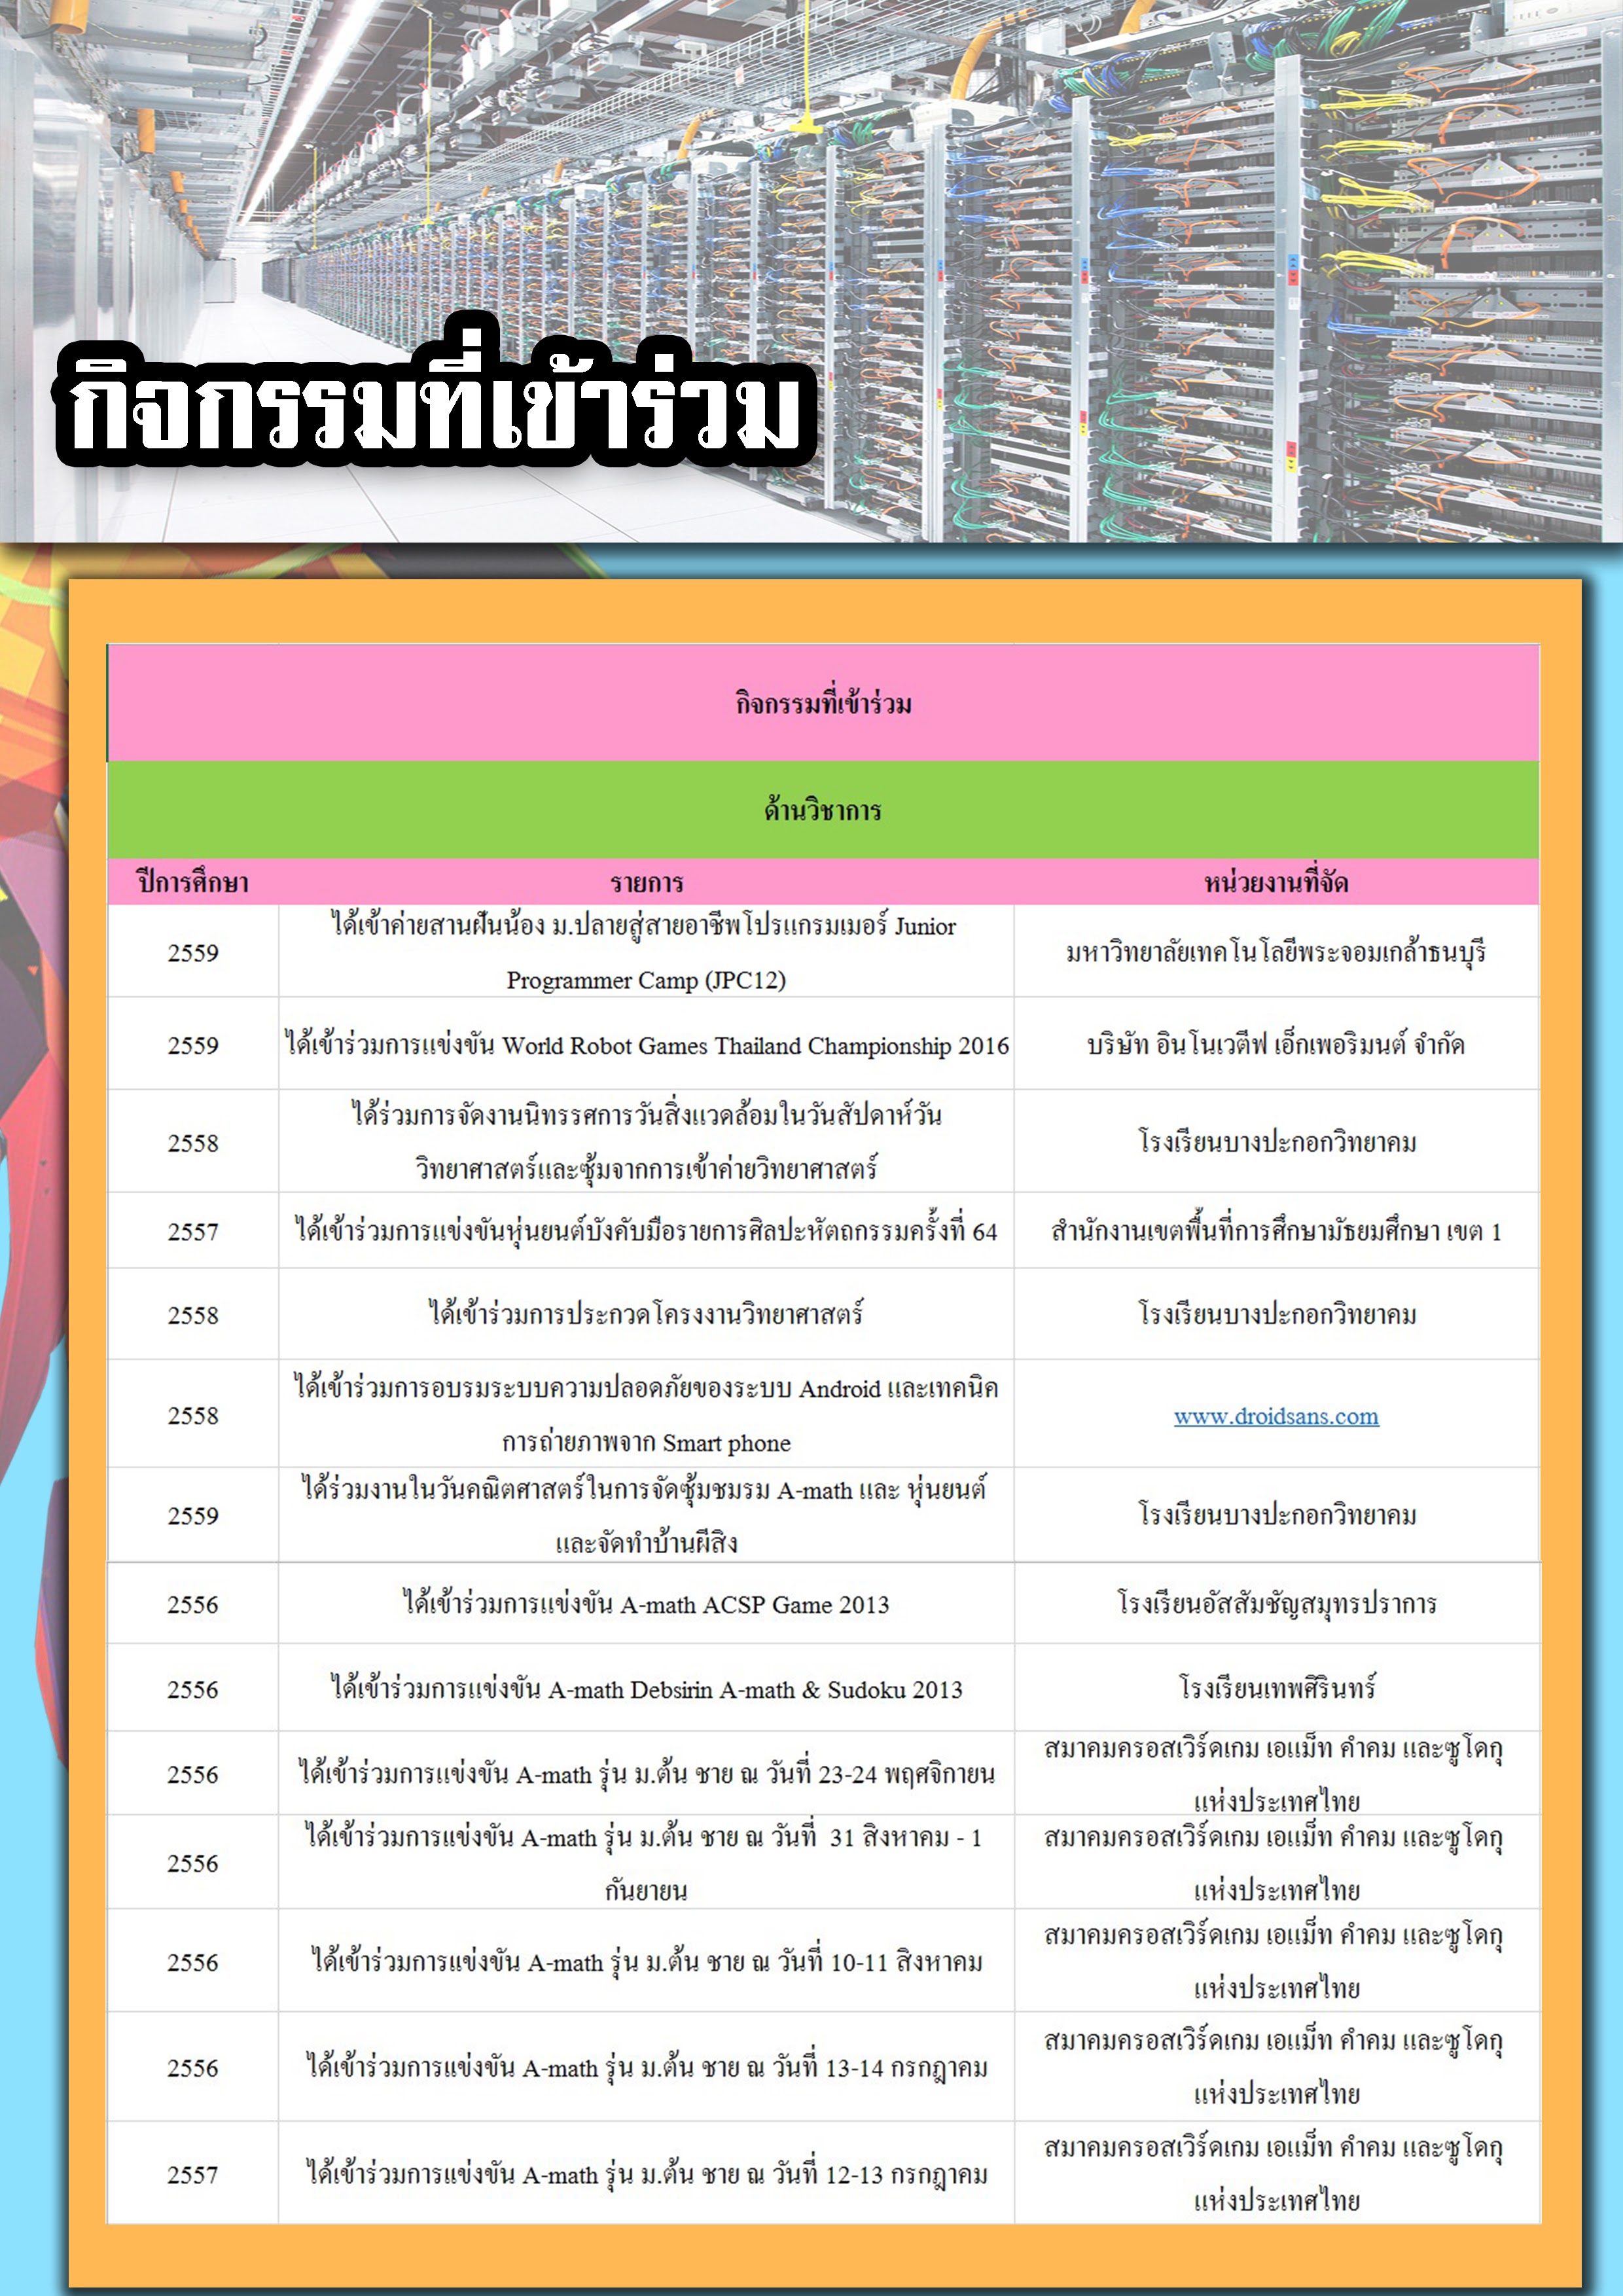 กิจกรรมที่เข้าร่วม
กิจกรรมที่เข้าร่วม
ด้านวิชาการ
ปีการศึกษา รายการ หน่วยงานที่จัด
ได้เข้าค่ายสานฝันน้อง ม.ปลายสู่สายอาชีพโปรแกรมเมอร์ Junior
2559 มหาวิทยาลัยเทคโนโลยีพระจอมเกล้าธนบุรี
Programmer Camp (JPC12)
2559 ได้เข้าร่วมการแข่งขัน World Robot Games Thailand Championship 2016 บริษัท อินโนเวตีฟ เอ็กเพอริมนต์ จำกัด
ได้ร่วมการจัดงานนิทรรศการวันสิ่งแวดล้อมในวันสัปดาห์วัน
2558 โรงเรียนบางปะกอกวิทยาคม
วิทยาศาสตร์และซุ้มจากการเข้าค่ายวิทยาศาสตร์
2557 ได้เข้าร่วมการแข่งขันหุ่นยนต์บังคับมือรายการศิลปะหัตถกรรมครั้งที่ 64 สำนักงานเขตพื้นที่การศึกษามัธยมศึกษา เขต 1
2558 ได้เข้าร่วมการประกวดโครงงานวิทยาศาสตร์ โรงเรียนบางปะกอกวิทยาคม
ได้เข้าร่วมการอบรมระบบความปลอดภัยของระบบ Android และเทคนิค
2558 www.droidsans.com
การถ่ายภาพจาก Smart phone
ได้ร่วมงานในวันคณิตศาสตร์ในการจัดซุ้มชมรม A-math และ หุ่นยนต์
2559 โรงเรียนบางปะกอกวิทยาคม
และจัดทำบ้านผีสิง
2556 ได้เข้าร่วมการแข่งขัน A-math ACSP Game 2013 โรงเรียนอัสสัมชัญสมุทรปราการ
2556 ได้เข้าร่วมการแข่งขัน A-math Debsirin A-math & Sudoku 2013 โรงเรียนเทพศิรินทร์
สมาคมครอสเวิร์ดเกม เอแม็ท คำคม และซูโดกุ
2556 ได้เข้าร่วมการแข่งขัน A-math รุ่น ม.ต้น ชาย ณ วันที่ 23-24 พฤศจิกายน
แห่งประเทศไทย
ได้เข้าร่วมการแข่งขัน A-math รุ่น ม.ต้น ชาย ณ วันที่ 31 สิงหาคม - 1 สมาคมครอสเวิร์ดเกม เอแม็ท คำคม และซูโดกุ
2556
กันยายน แห่งประเทศไทย
สมาคมครอสเวิร์ดเกม เอแม็ท คำคม และซูโดกุ
2556 ได้เข้าร่วมการแข่งขัน A-math รุ่น ม.ต้น ชาย ณ วันที่ 10-11 สิงหาคม
แห่งประเทศไทย
สมาคมครอสเวิร์ดเกม เอแม็ท คำคม และซูโดกุ
2556 ได้เข้าร่วมการแข่งขัน A-math รุ่น ม.ต้น ชาย ณ วันที่ 13-14 กรกฎาคม
แห่งประเทศไทย
สมาคมครอสเวิร์ดเกม เอแม็ท คำคม และซูโดกุ
2557 ได้เข้าร่วมการแข่งขัน A-math รุ่น ม.ต้น ชาย ณ วันที่ 12-13 กรกฎาคม
แห่งประเทศไทย